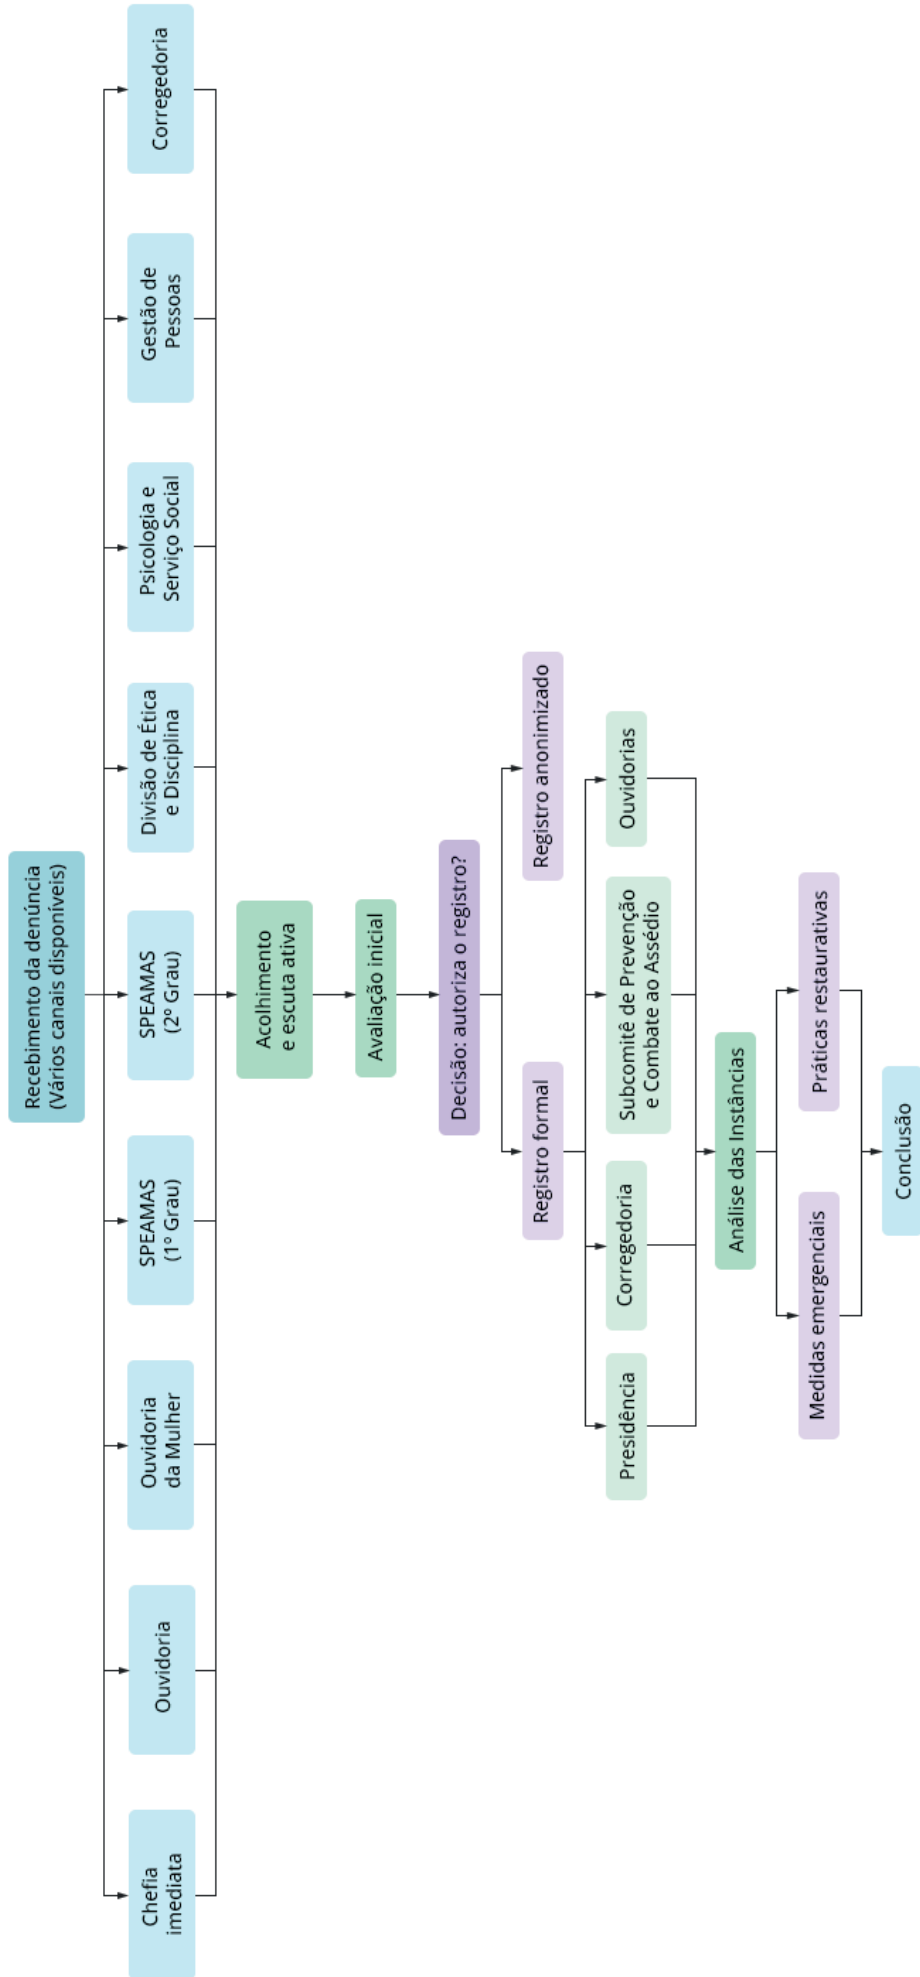 Recebimento da denúncia
(Vários canais disponíveis)
Chefia
imediata
Ouvidoria
Ouvidoria
da Mulher
SPEAMAS
(1º Grau)
SPEAMAS
(2º Grau)
Divisão de Ética
e Disciplina
Psicologia e
Serviço Social
Gestão de
Pessoas
Corregedoria
Acolhimento
e escuta ativa
Avaliação inicial
Decisão: autoriza o registro?
Registro formal
Registro anonimizado
Presidência
Corregedoria
Subcomitê de Prevenção
e Combate ao Assédio
Ouvidorias
Análise das Instâncias
Medidas emergenciais
Práticas restaurativas
Conclusão